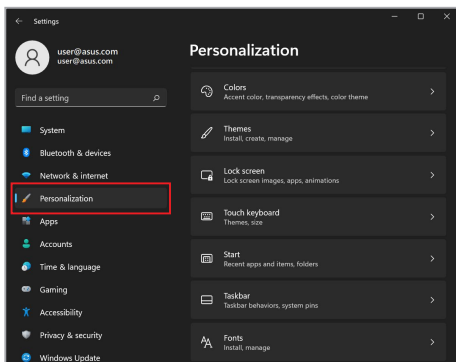 Settings
user@asus.com
user@asus.com
Find a setting
System
Bluetooth & devices
Network & internet
Personalization
Apps
Accounts
Time & language
Gaming
Accessibility
Privacy & security
Windows Update
Personalization
Colors
Accent color, transparency effects, color theme
Themes
Install, create, manage
Lock screen
Lock screen images, apps, animations
Touch keyboard
Themes, size
Start
Recent apps and items, folders
Taskbar
Taskbar behaviors, system pins
Fonts
Install, manage